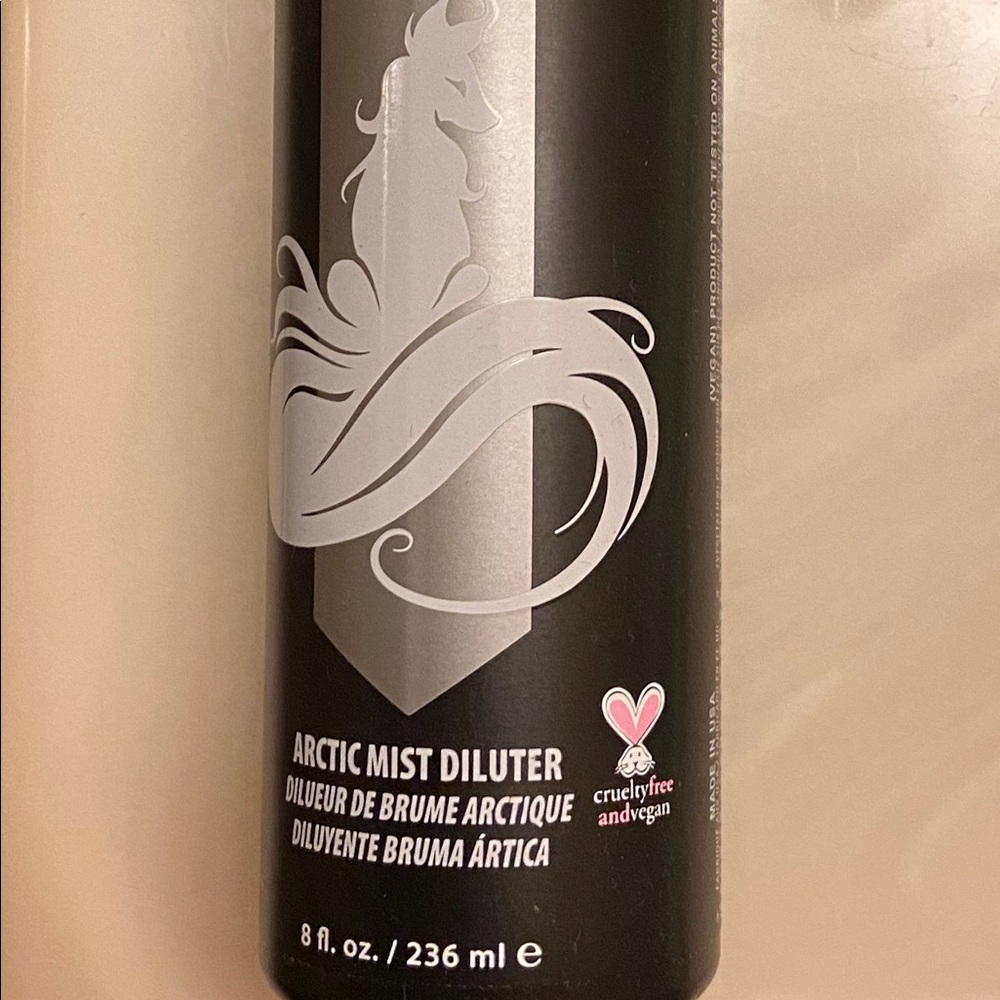 ARCTIC MIST DILUTER
DILUEUR DE BRUME ARCTIQUE
DILUYENTE BRUMA ÁRTICA
8 fl. oz. / 236 ml e
crueltyfree
andvegan
(VEGAN) PRODUCT NOT TESTED ON ANIMALS
MADE IN USA